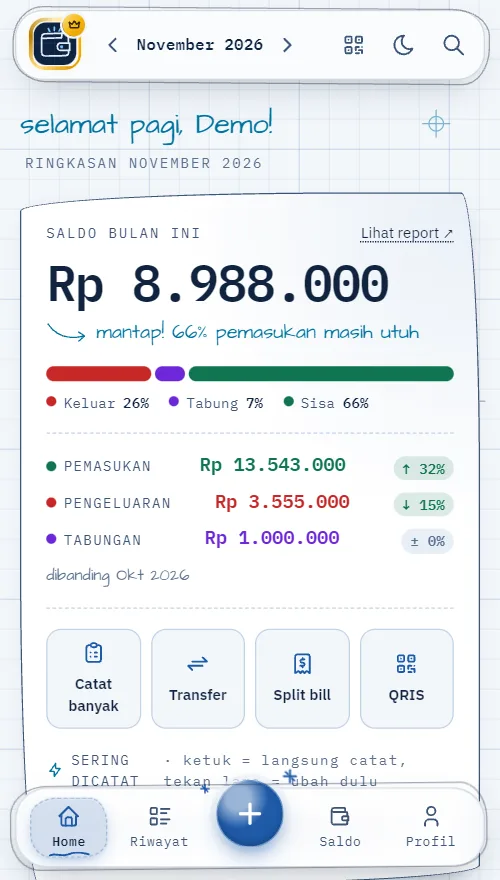 November 2026
selamat pagi, Demo!
RINGKASAN NOVEMBER 2026
SALDO BULAN INI
Lihat report ↗
Rp 8.988.000
mantap! 66% pemasukan masih utuh
Keluar 26% Tabung 7% Sisa 66%
PEMASUKAN Rp 13.543.000 ↑ 32%
PENGELUARAN Rp 3.555.000 ↓ 15%
TABUNGAN Rp 1.000.000 ± 0%
dibanding Okt 2026
Catat
banyak
Transfer
Split bill
QRIS
SERING
DICATAT
· ketuk = langsung catat,
tekan lama = ubah dulu
Home
Riwayat
Saldo
Profil